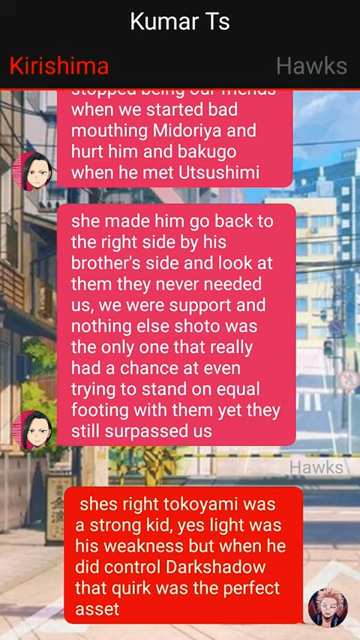 Kumar Ts
Kirishima
Hawks
stopped being our friends
when we started bad
mouthing Midoriya and
hurt him and bakugo
when he met Utsushimi
she made him go back to
the right side by his
brother's side and look at
them they never needed
us, we were support and
nothing else shoto was
the only one that really
had a chance at even
trying to stand on equal
footing with them yet they
still surpassed us
Hawks
shes right tokoyami was
a strong kid, yes light was
his weakness but when he
did control Darkshadow
that quirk was the perfect
asset